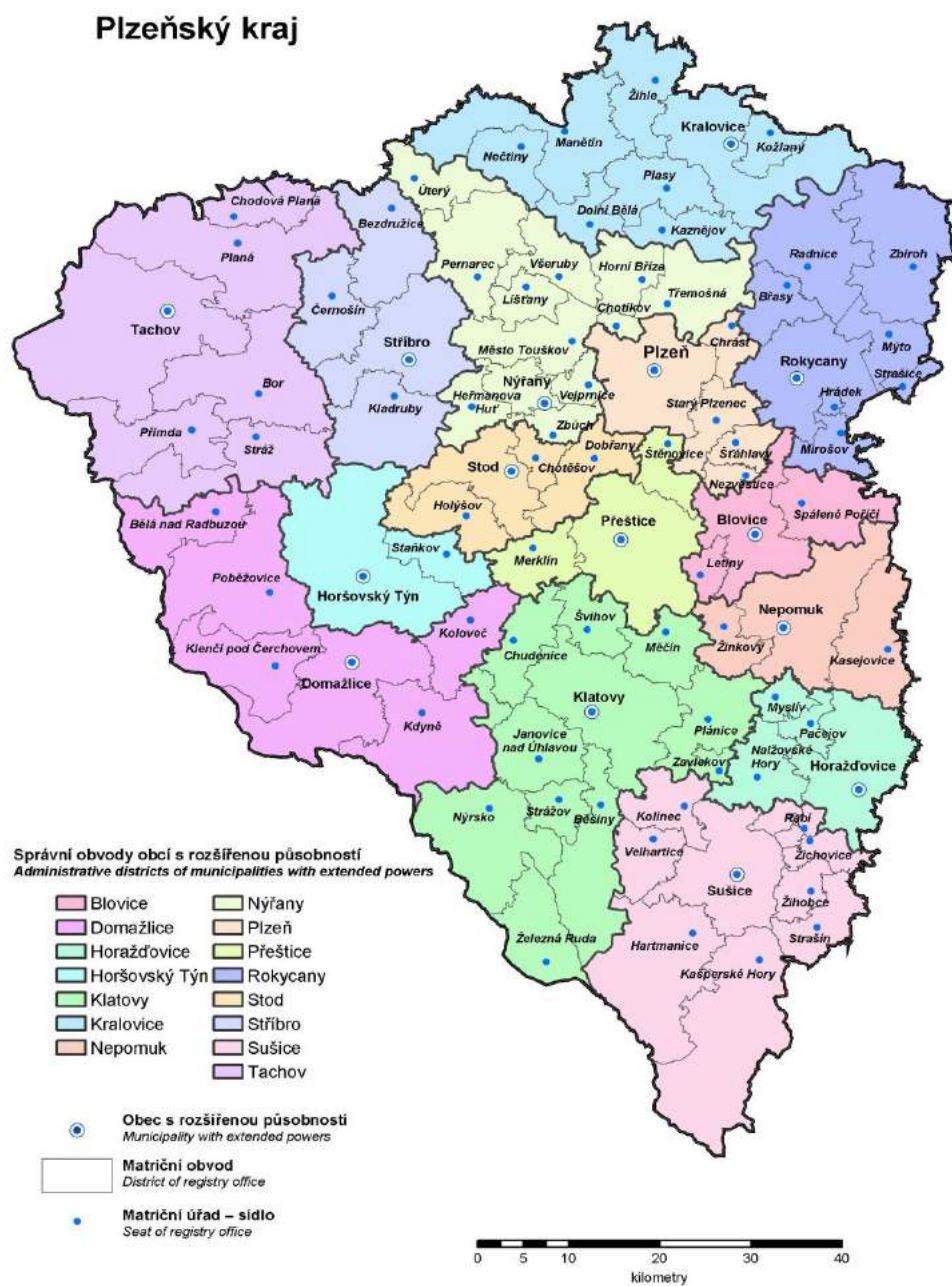 Plzeňský kraj
Žihle
Kralovice
Manětín
Kožlany
Nečtiny
Plasy
Úterý
Chodová Planá
Bezdružice
Dolní Bělá
Kaznějov
Planá
Pernarec
Všeruby
Horní Bříza
Radnice
Zbiroh
Líšťany
Třemošná
Břasy
Černošín
Chotíkov
Tachov
Chrást
Stříbro
Město Touškov
Plzeň
Mýto
Rokycany
Strašice
Bor
Nýřany
Vejprnice
Kladruby
Heřmanova
Huť
Starý Plzenec
Hrádek
Přimda
Stráž
Zbůch
Dobřany
Štěnovice
Šťáhlavy
Mirošov
Stod
Chotěšov
Nezvěstice
Holýšov
Přeštice
Blovice
Spálené Poříčí
Bělá nad Radbuzou
Staňkov
Merklín
Letiny
Poběžovice
Horšovský Týn
Nepomuk
Koloveč
Švihov
Klenčí pod Čerchovem
Chudenice
Měčín
Žinkovy
Kasejovice
Domažlice
Klatovy
Myslív
Kdyně
Plánice
Pačejov
Janovice
nad Úhlavou
Nalžovské
Hory
Zavlekov
Horažďovice
Nýrsko
Strážov
Běšiny
Kolinec
Rabí
Velhartice
Žichovice
Sušice
Žihobce
Železná Ruda
Hartmanice
Strašín
Kašperské Hory
Správní obvody obcí s rozšířenou působností
Administrative districts of municipalities with extended powers
Blovice
Nýřany
Domažlice
Plzeň
Horažďovice
Přeštice
Horšovský Týn
Rokycany
Klatovy
Stod
Kralovice
Stříbro
Nepomuk
Sušice
Tachov
Obec s rozšířenou působností
Municipality with extended powers
Matriční obvod
District of registry office
Matriční úřad – sídlo
Seat of registry office
0 5 10 20 30 40
kilometry